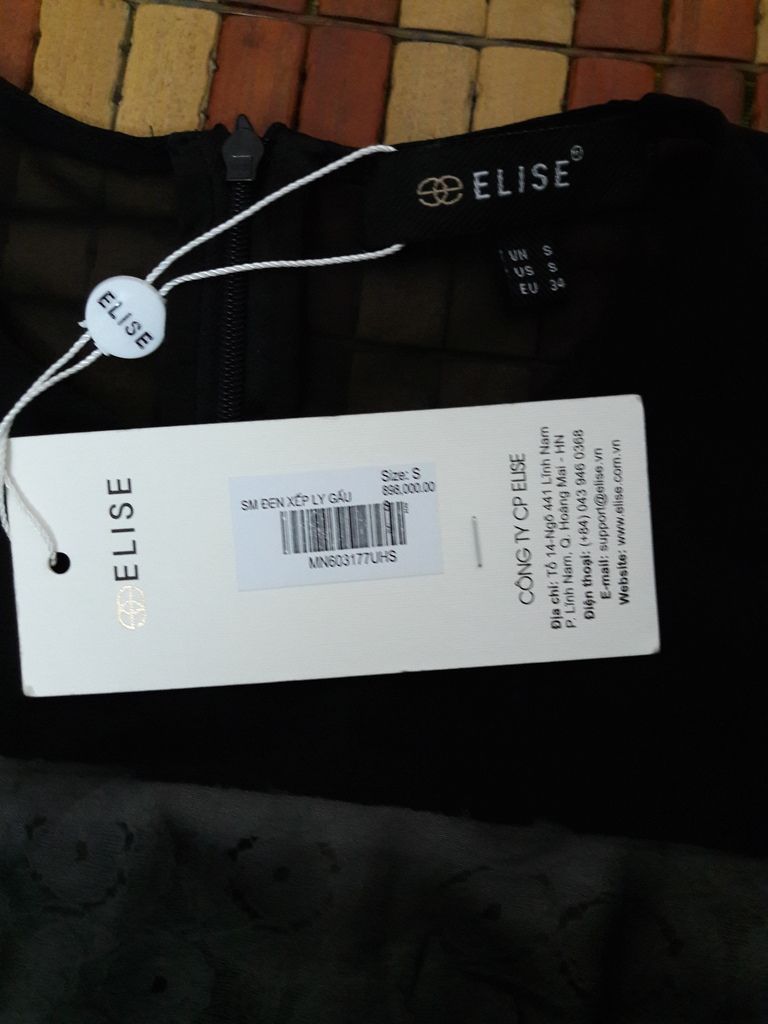 ELISE
UN S
US S
EU 34
ELISE
ELISE
Size: S
SM ĐEN XẾP LY GẤU
898,000.00
MN603177UHS
CÔNG TY CP ELISE
Địa chỉ: Tổ 14-Ngõ 441 Lĩnh Nam
P. Lĩnh Nam, Q. Hoàng Mai - HN
Điện thoại: (+84) 043 946 0368
E-mail: support@elise.vn
Website: www.elise.com.vn